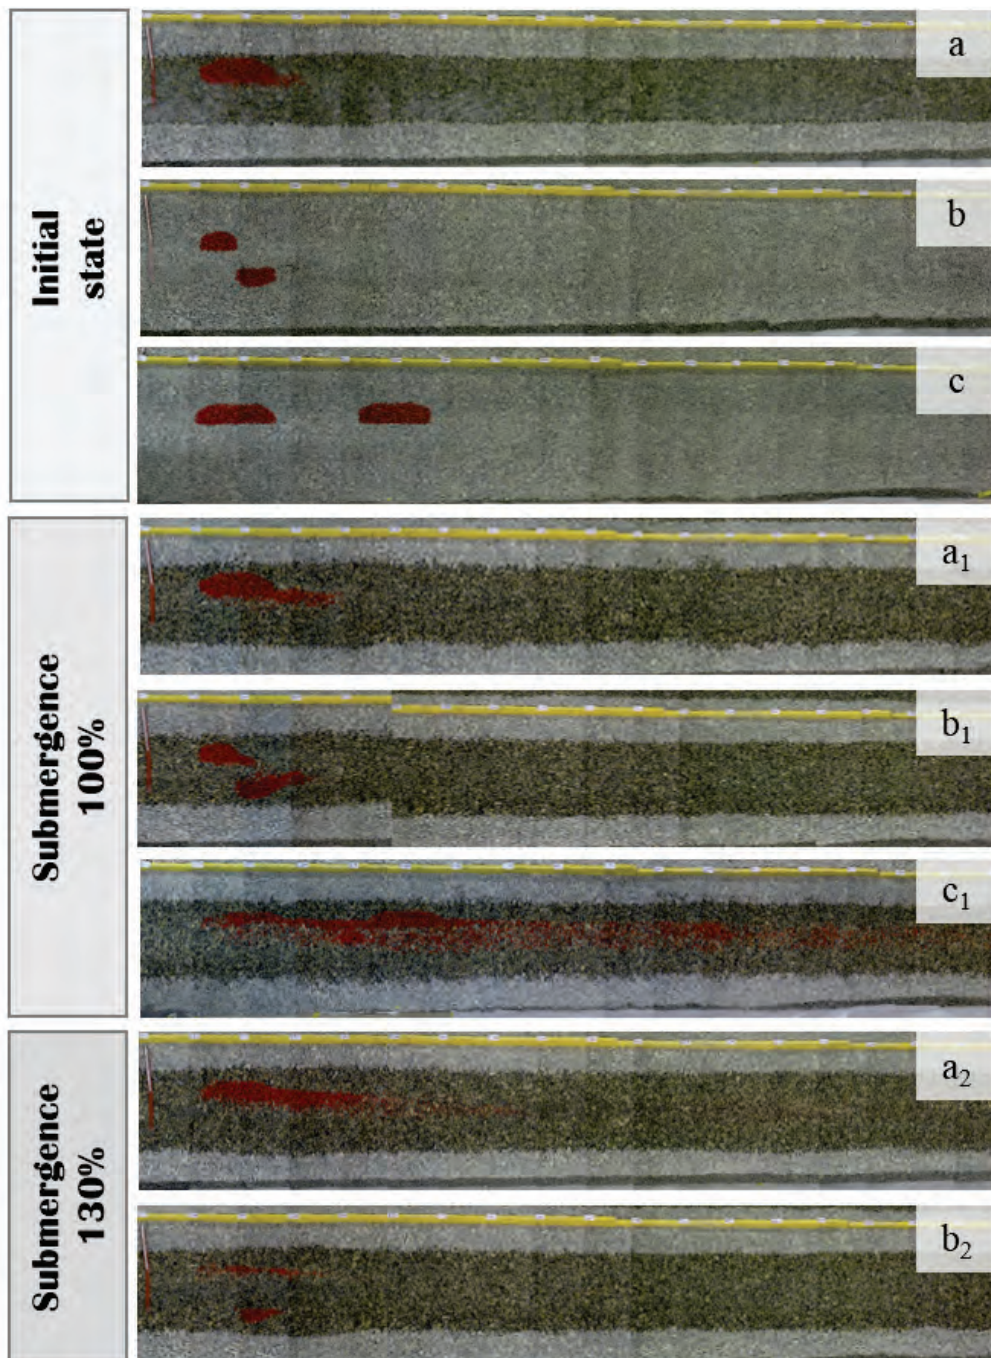 Initial
state
a
b
c
Submergence
100%
a₁
b₁
c₁
Submergence
130%
a₂
b₂